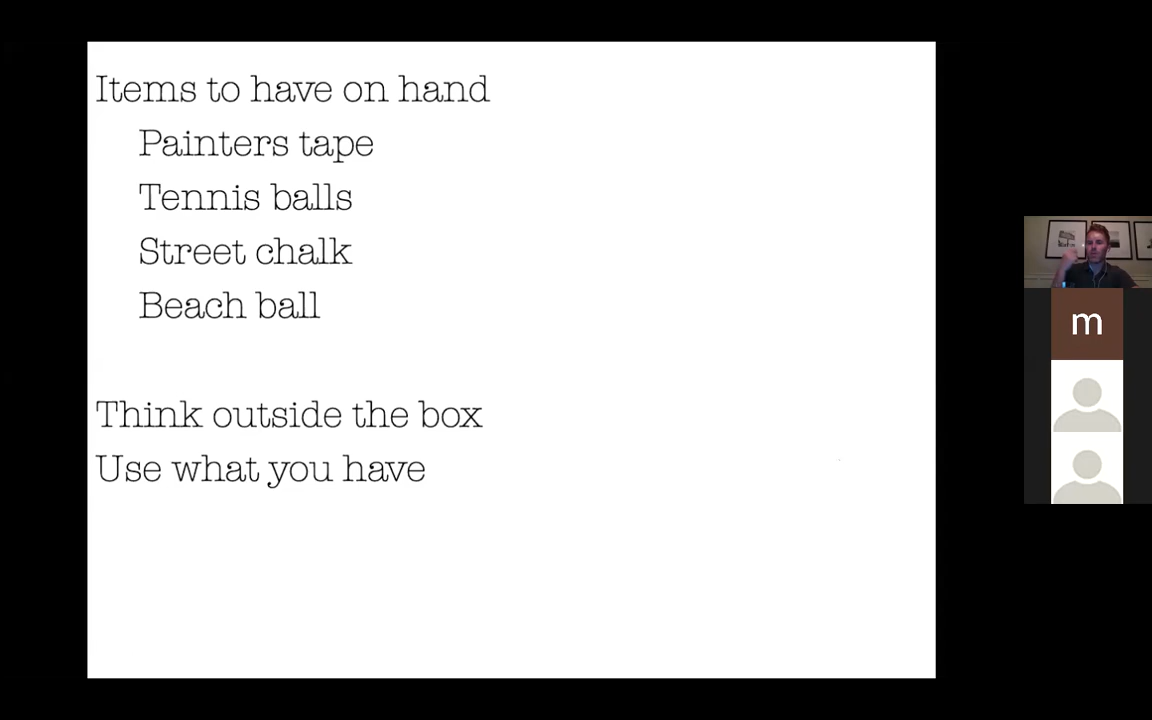 Items to have on hand
Painters tape
Tennis balls
Street chalk
Beach ball
Think outside the box
Use what you have
m